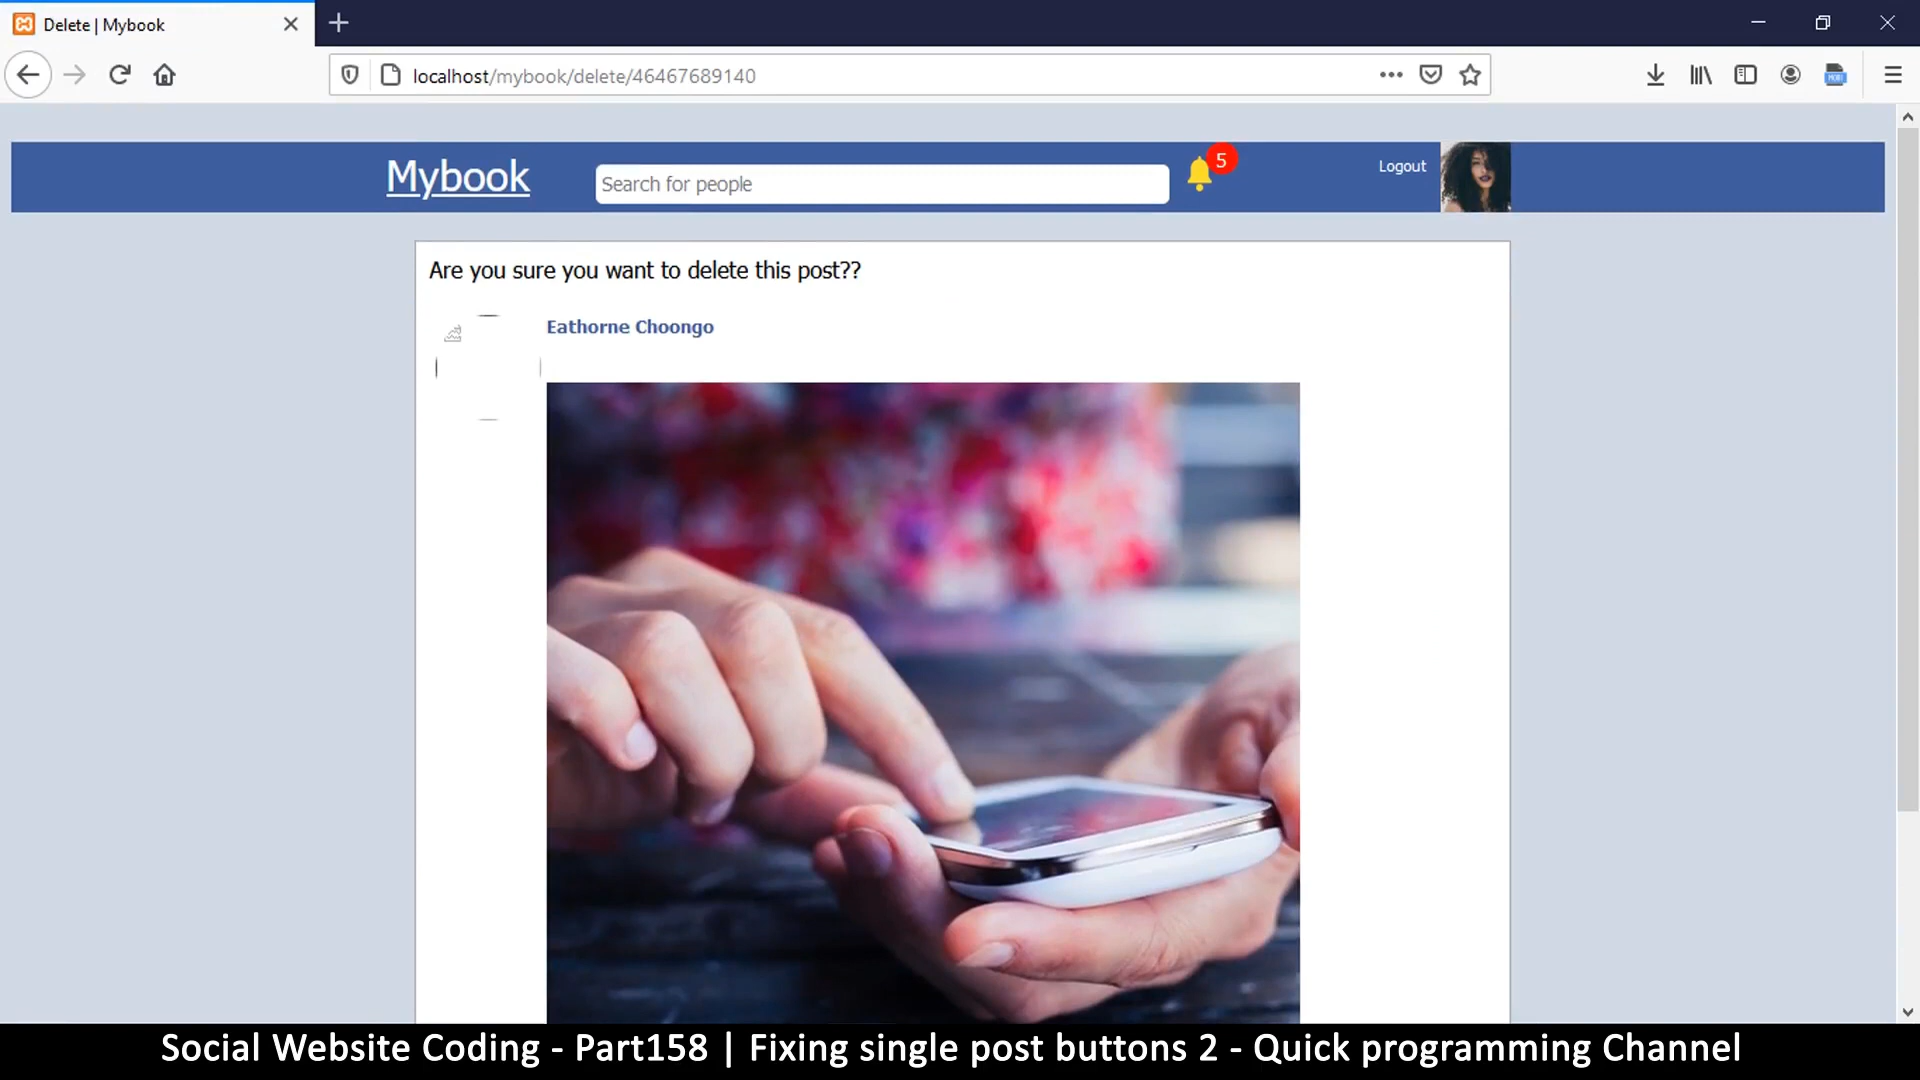 Delete | Mybook
localhost/mybook/delete/46467689140
Mybook
Search for people
5
Logout
Are you sure you want to delete this post??
Eathorne Choongo
Social Website Coding - Part158 | Fixing single post buttons 2 - Quick programming Channel